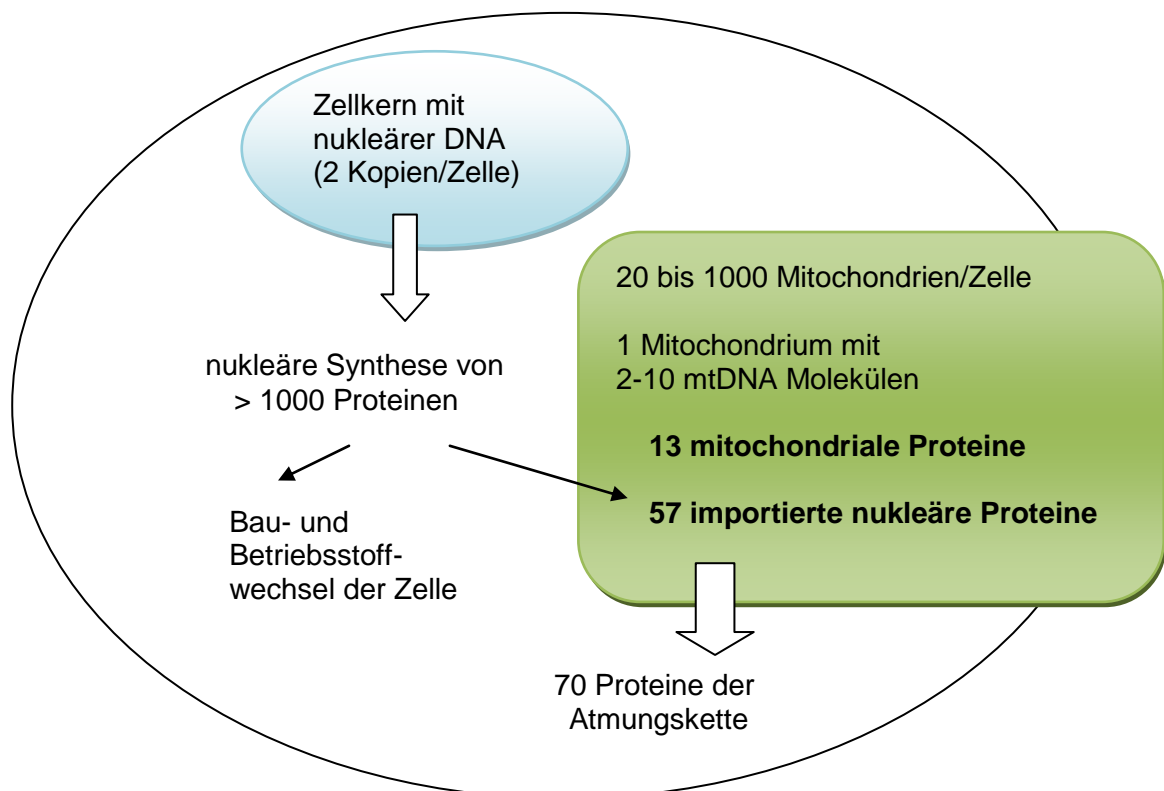 Zellkern mit
nukleärer DNA
(2 Kopien/Zelle)
20 bis 1000 Mitochondrien/Zelle
1 Mitochondrium mit
2-10 mtDNA Molekülen
13 mitochondriale Proteine
57 importierte nukleäre Proteine
nukleäre Synthese von
> 1000 Proteinen
Bau- und
Betriebsstoff-
wechsel der Zelle
70 Proteine der
Atmungskette